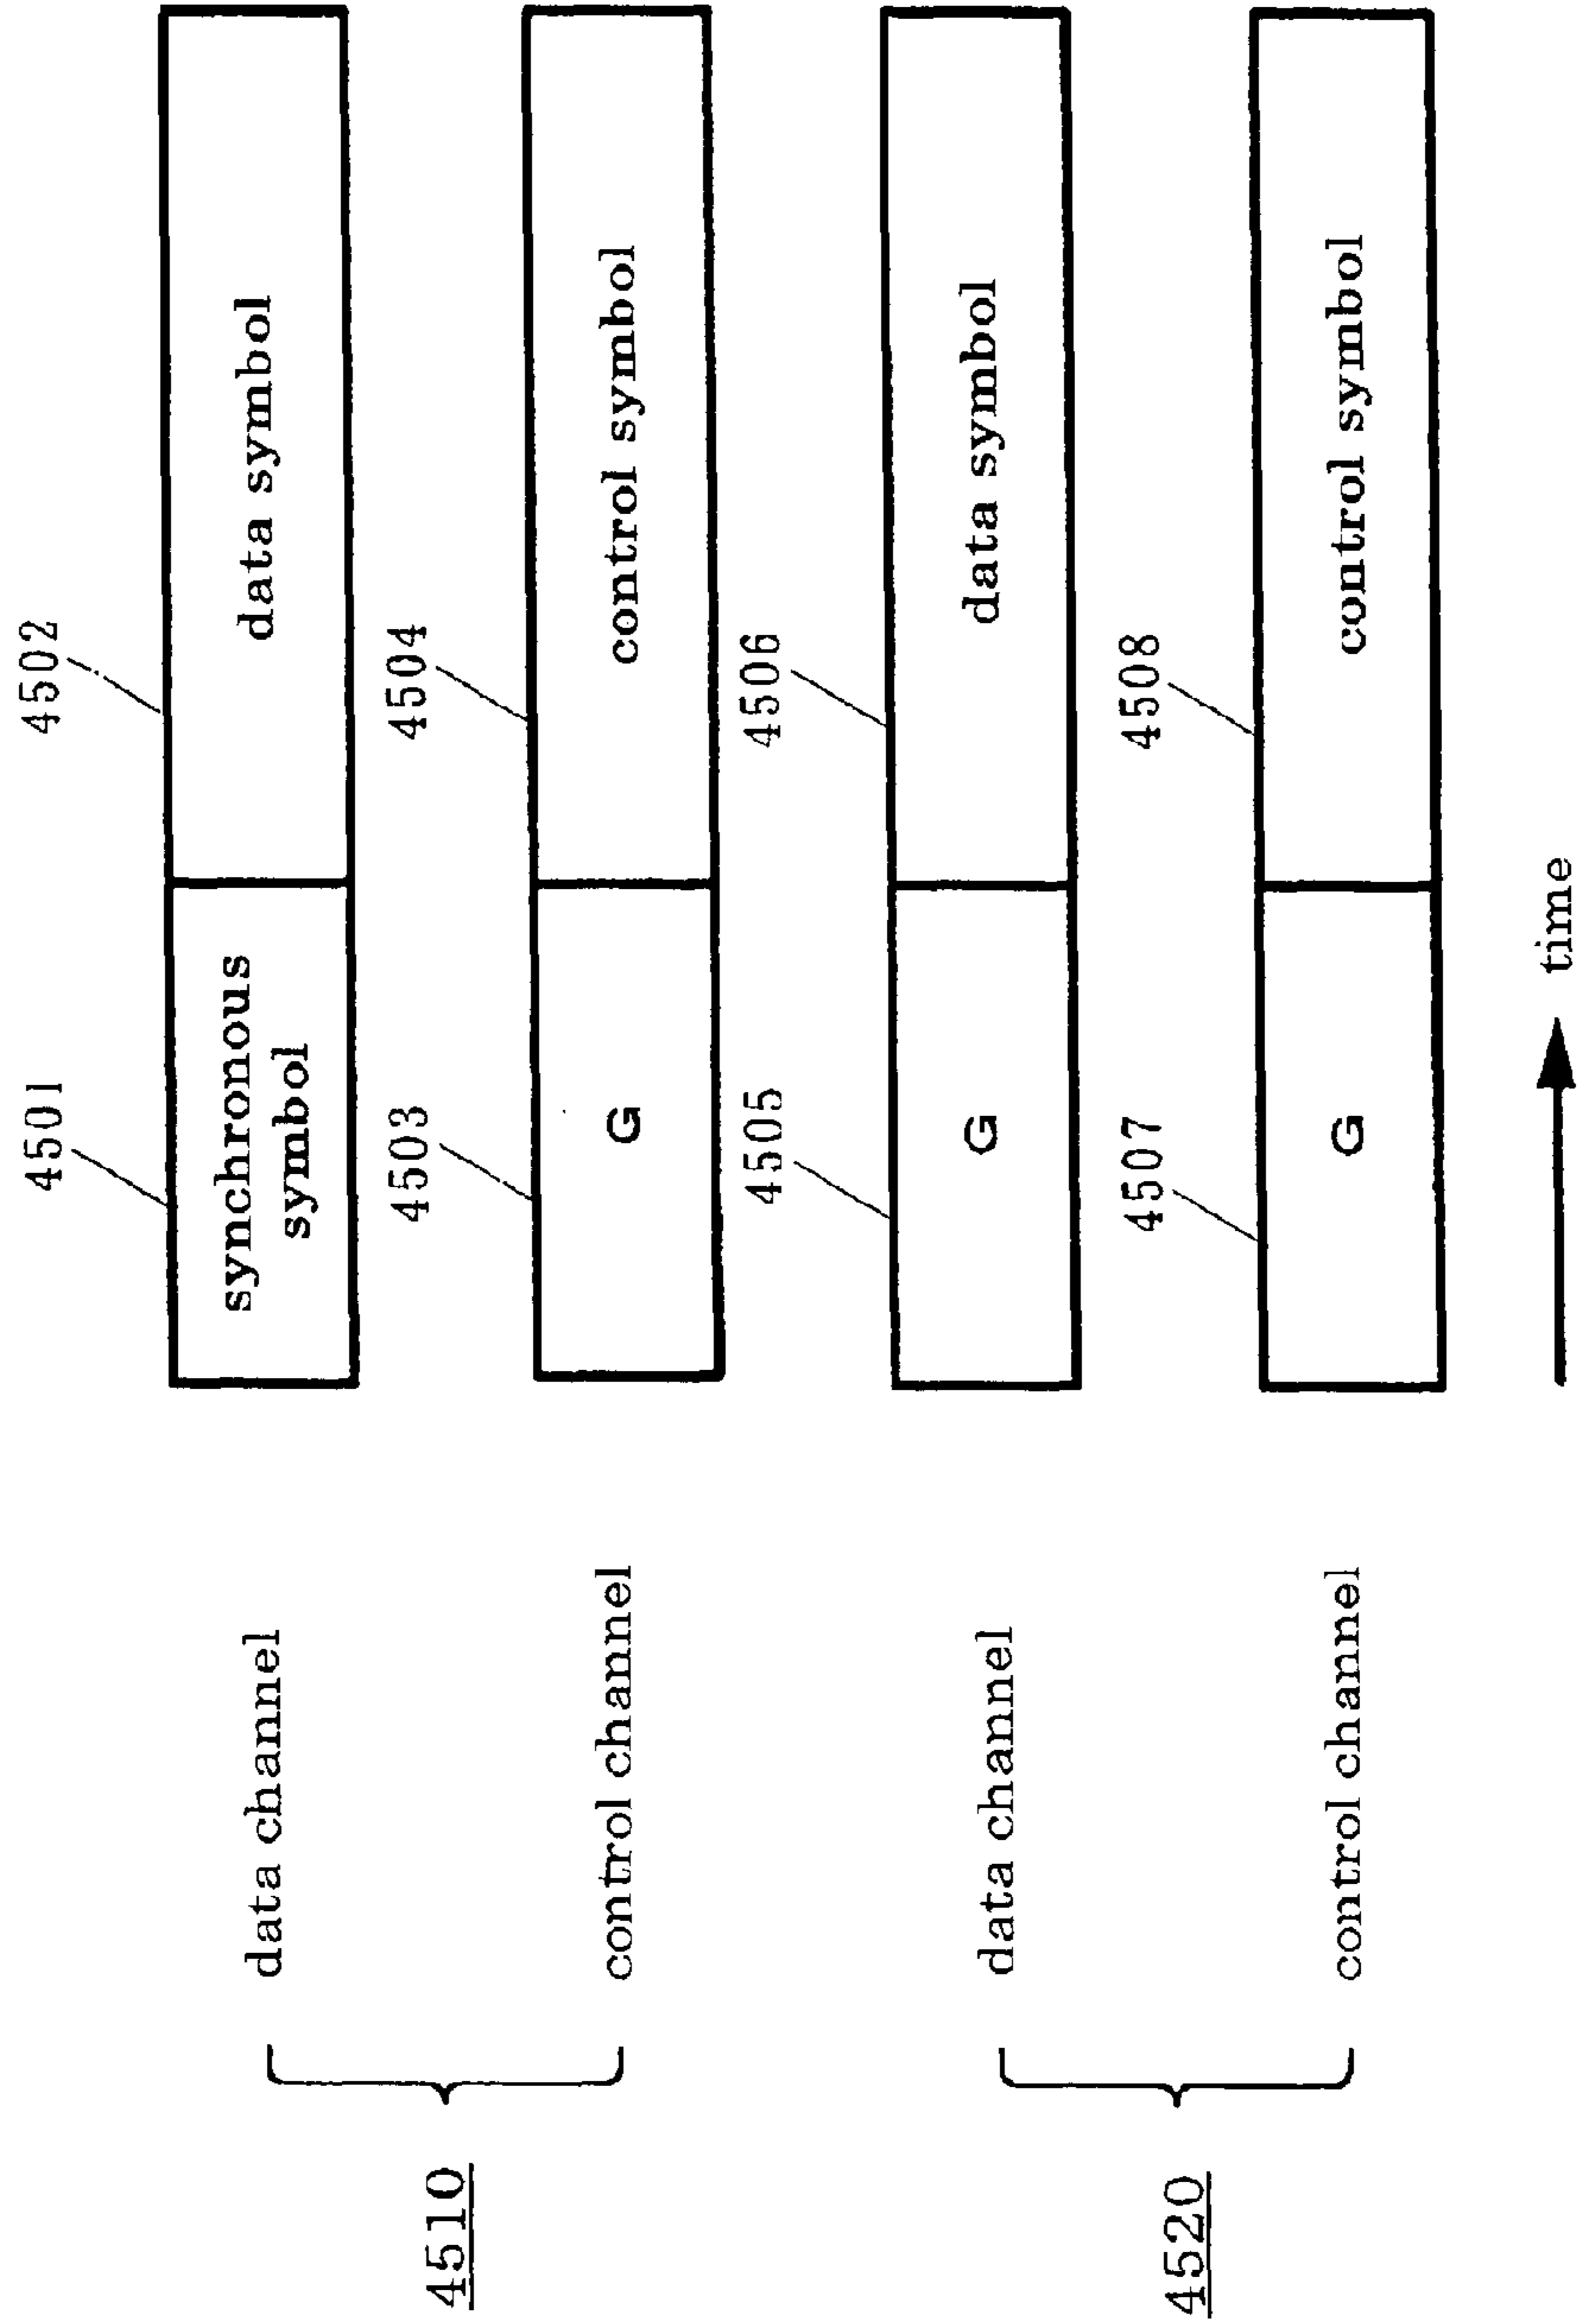 4501
4502
data channel
synchronous
symbol
data symbol
4503
4504
4510
control channel
G
control symbol
4505
4506
data channel
G
data symbol
4507
4508
4520
control channel
G
control symbol
time